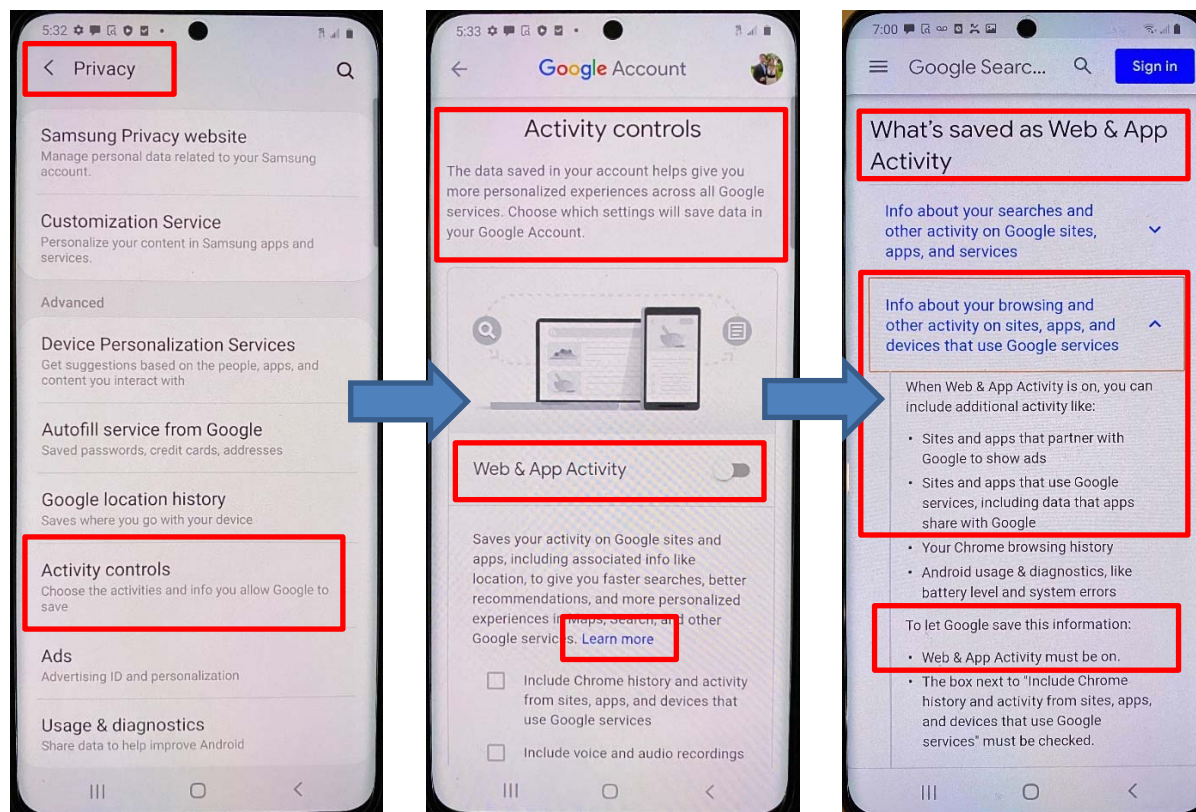 5:32
Privacy
Samsung Privacy website
Manage personal data related to your Samsung
account.
Customization Service
Personalize your content in Samsung apps and
services.
Advanced
Device Personalization Services
Get suggestions based on the people, apps, and
content you interact with
Autofill service from Google
Saved passwords, credit cards, addresses
Google location history
Saves where you go with your device
Activity controls
Choose the activities and info you allow Google to
save
Ads
Advertising ID and personalization
Usage & diagnostics
Share data to help improve Android
5:33
Google Account
Activity controls
The data saved in your account helps give you
more personalized experiences across all Google
services. Choose which settings will save data in
your Google Account.
Web & App Activity
Saves your activity on Google sites and
apps, including associated info like
location, to give you faster searches, better
recommendations, and more personalized
experiences in Maps, Search, and other
Google services. Learn more
Include Chrome history and activity
from sites, apps, and devices that
use Google services
Include voice and audio recordings
7:00
Google Searc...
Sign in
What's saved as Web & App
Activity
Info about your searches and
other activity on Google sites,
apps, and services
Info about your browsing and
other activity on sites, apps, and
devices that use Google services
When Web & App Activity is on, you can
include additional activity like:
• Sites and apps that partner with
Google to show ads
• Sites and apps that use Google
services, including data that apps
share with Google
• Your Chrome browsing history
• Android usage & diagnostics, like
battery level and system errors
To let Google save this information:
• Web & App Activity must be on.
• The box next to "Include Chrome
history and activity from sites, apps,
and devices that use Google
services" must be checked.